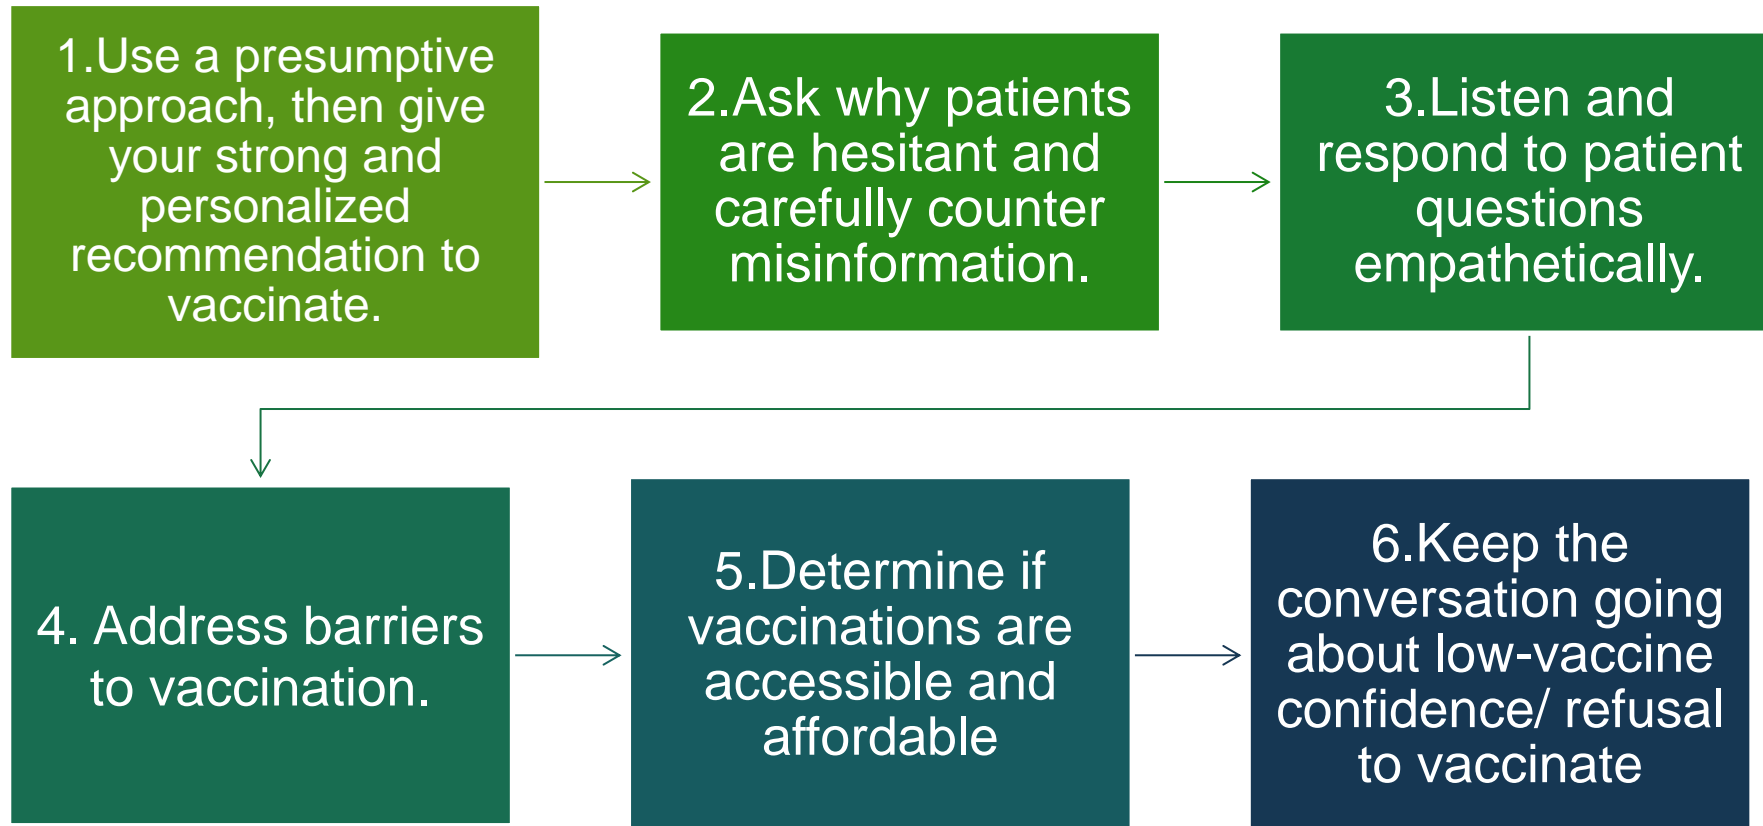 1.Use a presumptive
approach, then give
your strong and
personalized
recommendation to
vaccinate.
2.Ask why patients
are hesitant and
carefully counter
misinformation.
3.Listen and
respond to patient
questions
empathetically.
4. Address barriers
to vaccination.
5.Determine if
vaccinations are
accessible and
affordable
6.Keep the
conversation going
about low-vaccine
confidence/ refusal
to vaccinate